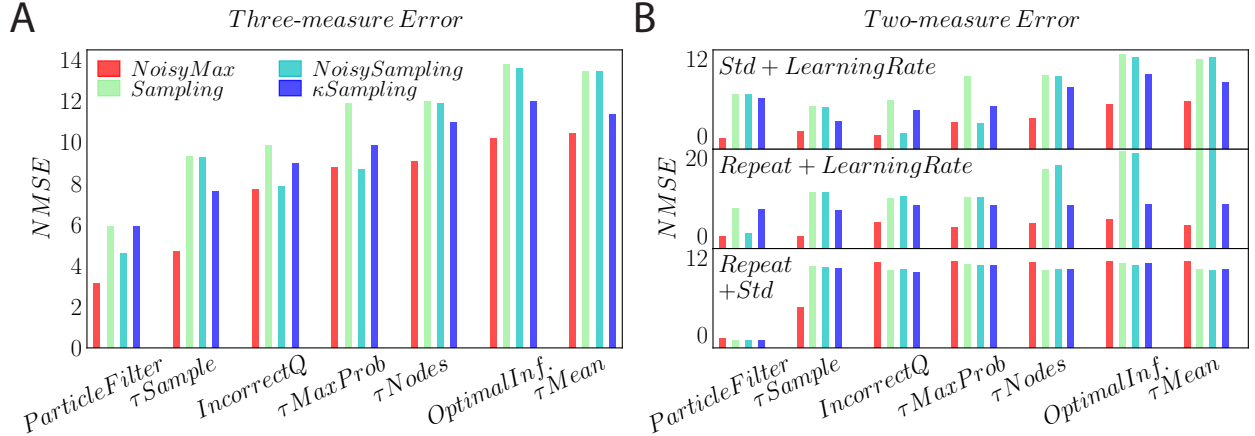 A
Three-measure Error
NMSE
14
12
10
8
6
4
2
0
NoisyMax
NoisySampling
Sampling
κSampling
ParticleFilter
τSample
IncorrectQ
τMaxProb
τNodes
OptimalInf.
τMean
B
Two-measure Error
NMSE
12
0
Std + LearningRate
20
0
Repeat + LearningRate
12
0
Repeat
+Std
ParticleFilter
τSample
IncorrectQ
τMaxProb
τNodes
OptimalInf.
τMean